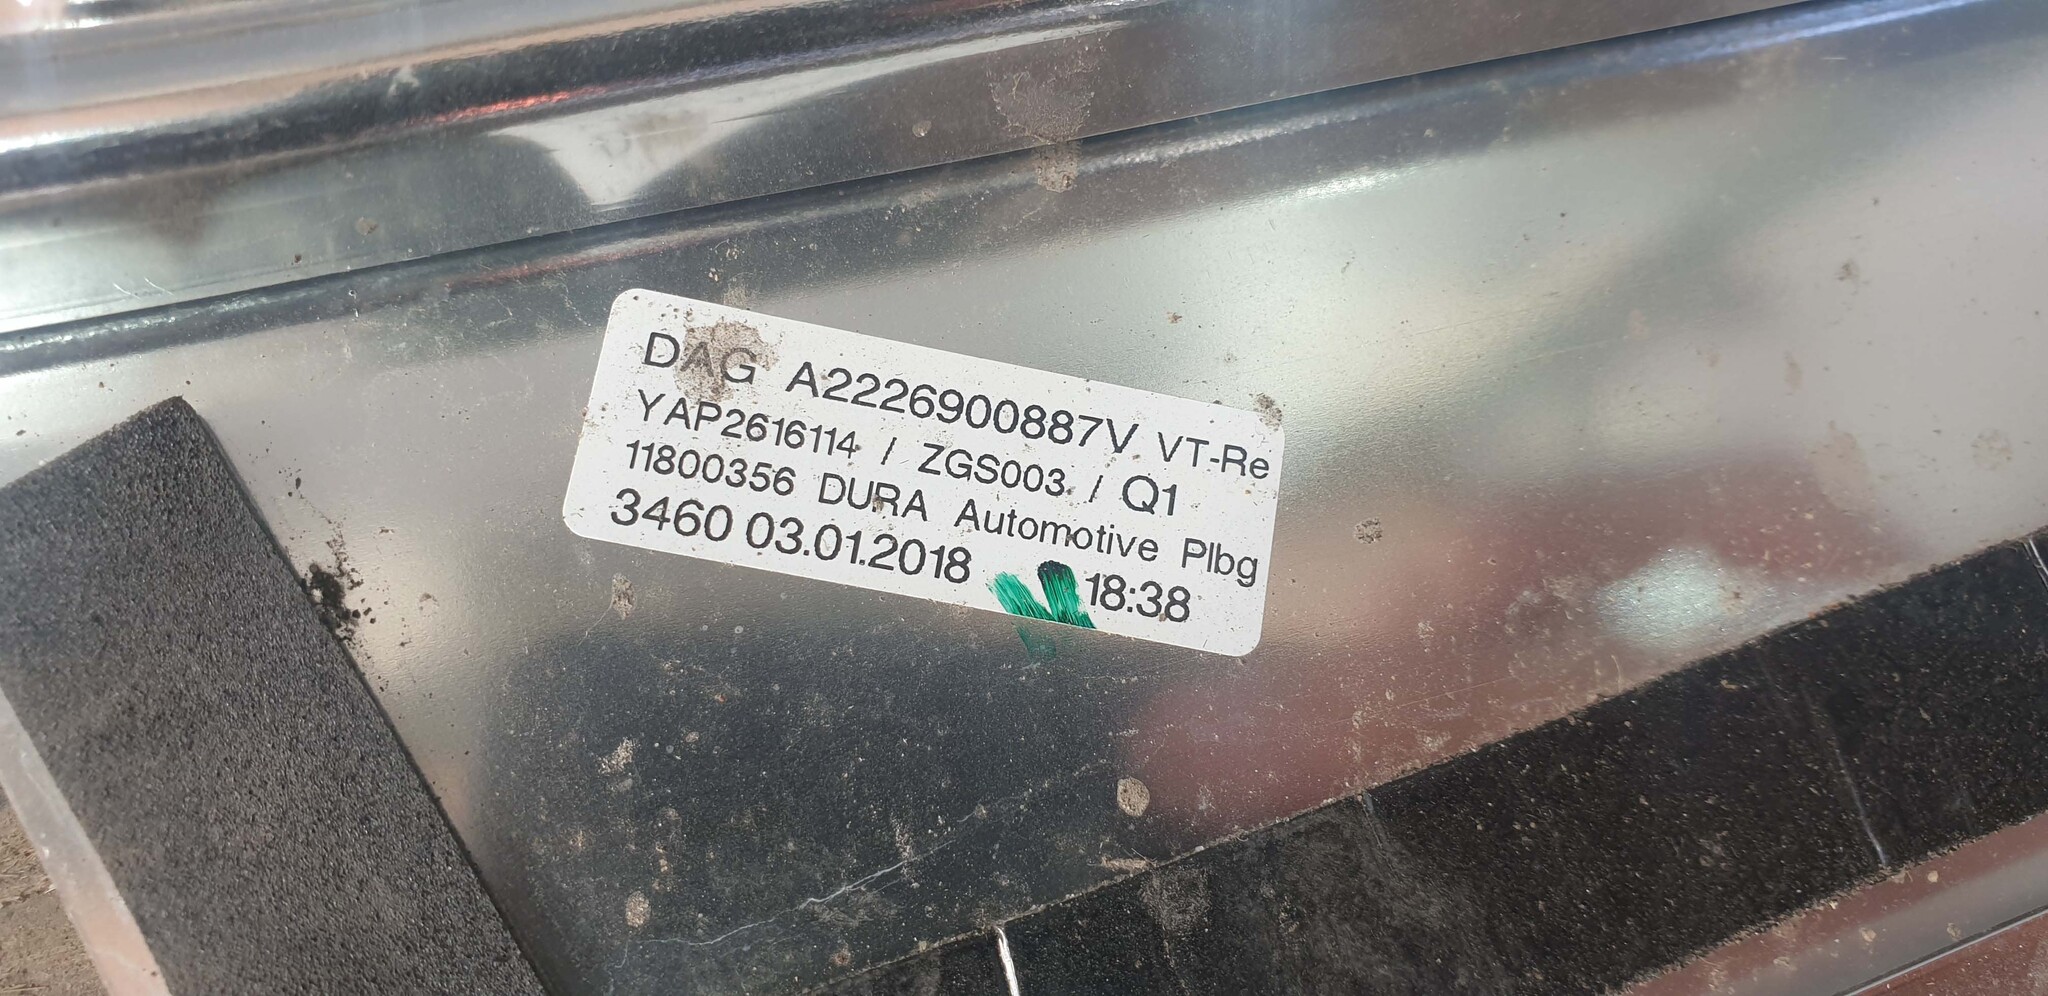 DAG A2226900887V VT-Re
YAP2616114 / ZGS003 / Q1
11800356 DURA Automotive Plbg
3460 03.01.2018 18:38